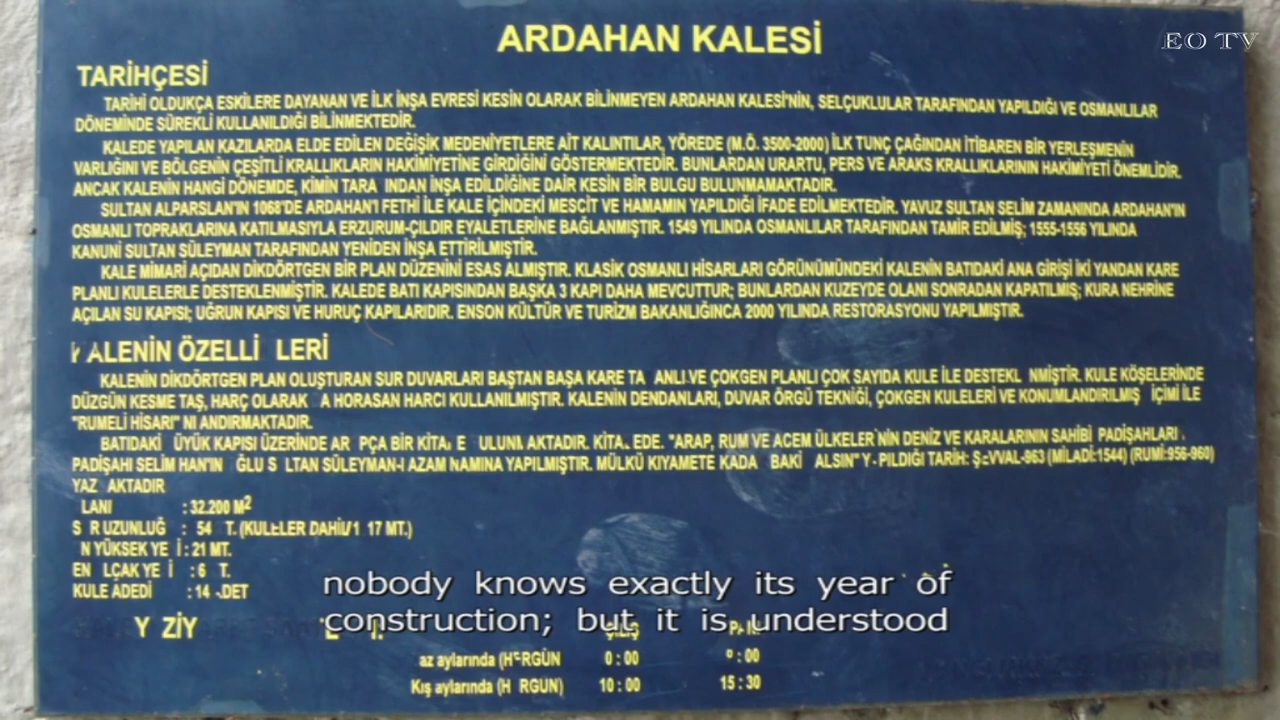 ARDAHAN KALESİ
EO TV
TARİHÇESİ
TARİHİ OLDUKÇA ESKİLERE DAYANAN VE İLK İNŞA EVRESİ KESİN OLARAK BİLİNMEYEN ARDAHAN KALESİ'NİN, SELÇUKLULAR TARAFINDAN YAPILDIĞI VE OSMANLILAR
DÖNEMİNDE SÜREKLİ KULLANILDIĞI BİLİNMEKTEDİR.
KALEDE YAPILAN KAZILARDA ELDE EDİLEN DEĞİŞİK MEDENİYETLERE AİT KALINTILAR, YÖREDE (M.Ö. 3500-2000) İLK TUNÇ ÇAĞINDAN İTİBAREN BİR YERLEŞMENİN
VARLIĞINI VE BÖLGENİN ÇEŞİTLİ KRALLIKLARIN HAKİMİYETİNE GİRDİĞİNİ GÖSTERMEKTEDİR. BUNLARDAN URARTU, PERS VE ARAKS KRALLIKLARININ HAKİMİYETİ ÖNEMLİDİR.
ANCAK KALENİN HANGİ DÖNEMDE, KİMİN TARA INDAN İNŞA EDİLDİĞİNE DAİR KESİN BİR BULGU BULUNMAMAKTADIR.
SULTAN ALPARSLAN'IN 1068'DE ARDAHAN'I FETHİ İLE KALE İÇİNDEKİ MESCİT VE HAMAMIN YAPILDIĞI İFADE EDİLMEKTEDİR. YAVUZ SULTAN SELİM ZAMANINDA ARDAHAN'IN
OSMANLI TOPRAKLARINA KATILMASIYLA ERZURUM-ÇILDIR EYALETLERİNE BAĞLANMIŞTIR. 1549 YILINDA OSMANLILAR TARAFINDAN TAMİR EDİLMİŞ; 1555-1556 YILINDA
KANUNİ SULTAN SÜLEYMAN TARAFINDAN YENİDEN İNŞA ETTİRİLMİŞTİR.
KALE MİMARİ AÇIDAN DİKDÖRTGEN BİR PLAN DÜZENİNİ ESAS ALMIŞTIR. KLASİK OSMANLI HİSARLARI GÖRÜNÜMÜNDEKİ KALENİN BATIDAKİ ANA GİRİŞİ İKİ YANDAN KARE
PLANLI KULELERLE DESTEKLENMİŞTİR. KALEDE BATI KAPISINDAN BAŞKA 3 KAPI DAHA MEVCUTTUR; BUNLARDAN KUZEYDE OLANI SONRADAN KAPATILMIŞ; KURA NEHRİNE
AÇILAN SU KAPISI; UĞRUN KAPISI VE HURUÇ KAPILARIDIR. ENSON KÜLTÜR VE TURİZM BAKANLIĞINCA 2000 YILINDA RESTORASYONU YAPILMIŞTIR.
ALENİN ÖZELLİ LERİ
KALENİN DİKDÖRTGEN PLAN OLUŞTURAN SUR DUVARLARI BAŞTAN BAŞA KARE TA ANLI VE ÇOKGEN PLANLI ÇOK SAYIDA KULE İLE DESTEKL NMİŞTİR. KULE KÖŞELERİNDE
DÜZGÜN KESME TAŞ, HARÇ OLARAK A HORASAN HARCI KULLANILMIŞTIR. KALENİN DENDANLARI, DUVAR ÖRGÜ TEKNİĞİ, ÇOKGEN KULELERİ VE KONUMLANDIRILMIŞ İÇİMİ İLE
"RUMELİ HİSARI" NI ANDIRMAKTADIR.
BATIDAKİ ÜYÜK KAPISI ÜZERİNDE AR PÇA BİR AKTADIR. EDE. "ARAP, RUM VE ACEM ÜLKELER NİN DENİZ VE KARALARININ SAHİBİ PADİŞAHLARI
PADİŞAHI SELİM HAN'IN ĞLU S LTAN SÜLEYMAN-I AZAM NAMINA YAPILMIŞTIR. MÜLKÜ KIYAMETE KADA BAKİ ALSIN" PILDIĞI TARİH: ŞEVVAL-963 (MİLADİ:1544) (RUMİ:956-960)
YAZ AKTADIR
LANI : 32.200 M2
S R UZUNLUĞ : 54 T. (KULELER DAHİL/1 17 MT.)
N YÜKSEK YE İ : 21 MT.
EN LÇAK YE İ : 6 T.
KULE ADEDİ : 14 DET
nobody knows exactly its year of
construction; but it is understood
Y ZİY
az aylarında (HERGÜN 0 : 00 : 00
Kış aylarında (H RGUN) 10 : 00 15 : 30